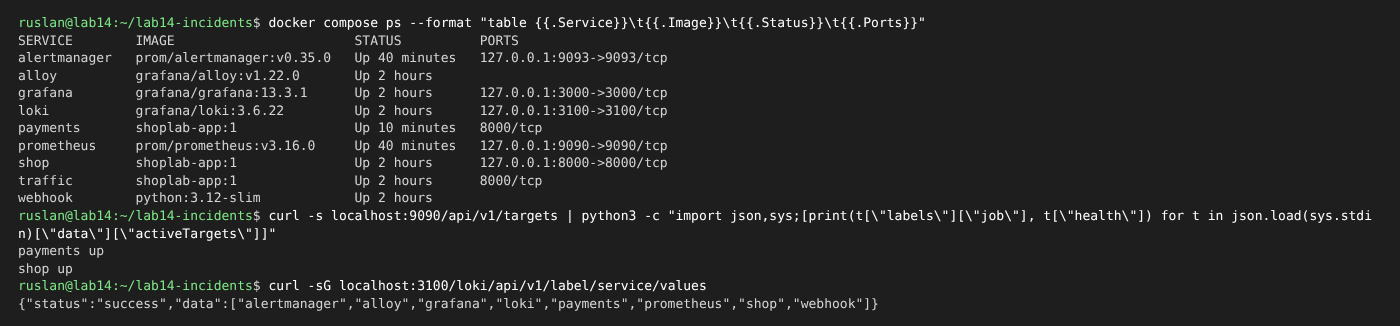 ruslan@lab14:~/lab14-incidents$ docker compose ps --format "table {{.Service}}\t{{.Image}}\t{{.Status}}\t{{.Ports}}"
SERVICE        IMAGE                       STATUS          PORTS
alertmanager   prom/alertmanager:v0.35.0   Up 40 minutes   127.0.0.1:9093->9093/tcp
alloy          grafana/alloy:v1.22.0       Up 2 hours
grafana        grafana/grafana:13.3.1      Up 2 hours      127.0.0.1:3000->3000/tcp
loki           grafana/loki:3.6.22         Up 2 hours      127.0.0.1:3100->3100/tcp
payments       shoplab-app:1               Up 10 minutes   8000/tcp
prometheus     prom/prometheus:v3.16.0     Up 40 minutes   127.0.0.1:9090->9090/tcp
shop           shoplab-app:1               Up 2 hours      127.0.0.1:8000->8000/tcp
traffic        shoplab-app:1               Up 2 hours      8000/tcp
webhook        python:3.12-slim            Up 2 hours
ruslan@lab14:~/lab14-incidents$ curl -s localhost:9090/api/v1/targets | python3 -c "import json,sys;[print(t[\"labels\"][\"job\"], t[\"health\"]) for t in json.load(sys.stdi
n)[\"data\"][\"activeTargets\"]]"
payments up
shop up
ruslan@lab14:~/lab14-incidents$ curl -sG localhost:3100/loki/api/v1/label/service/values
{"status":"success","data":["alertmanager","alloy","grafana","loki","payments","prometheus","shop","webhook"]}